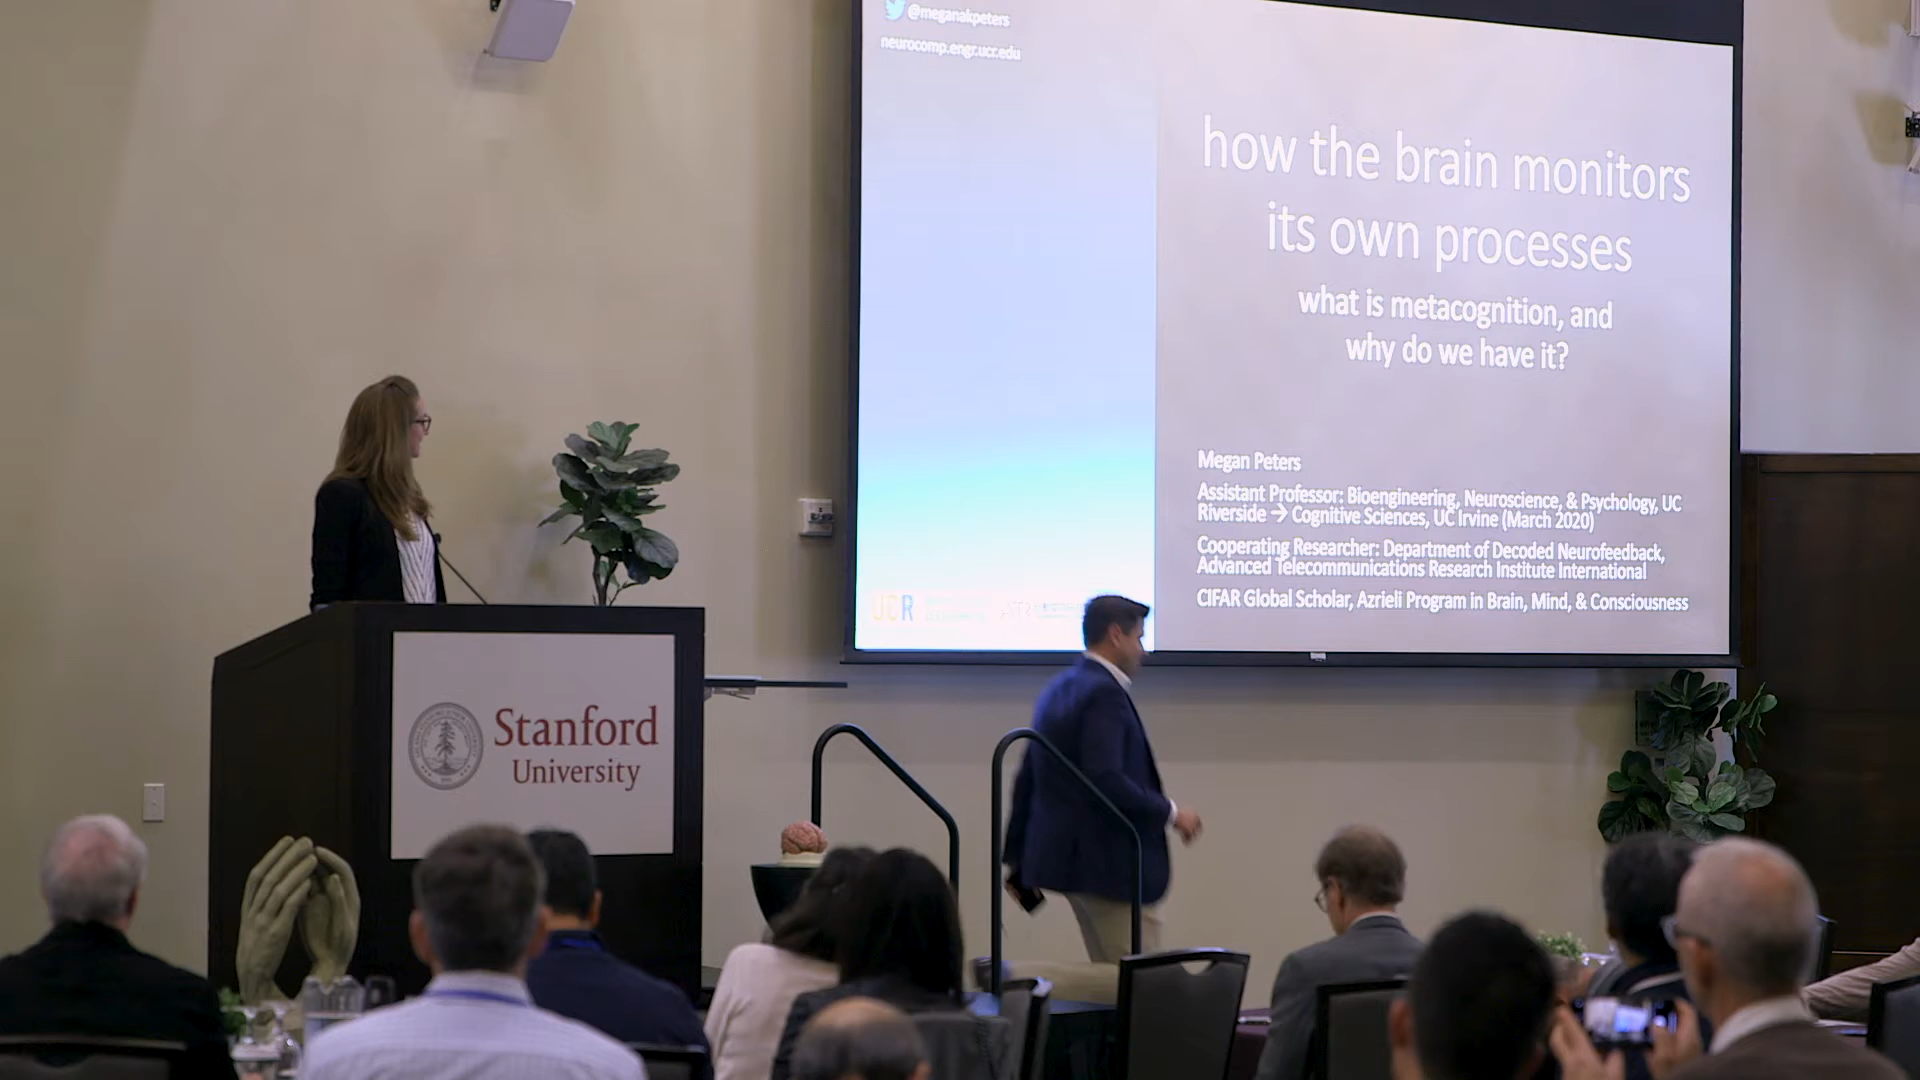 @meganakpeters
neurocomp.engr.ucr.edu
how the brain monitors
its own processes
what is metacognition, and
why do we have it?
Megan Peters
Assistant Professor: Bioengineering, Neuroscience, & Psychology, UC
Riverside → Cognitive Sciences, UC Irvine (March 2020)
Cooperating Researcher: Department of Decoded Neurofeedback,
Advanced Telecommunications Research Institute International
CIFAR Global Scholar, Azrieli Program in Brain, Mind, & Consciousness
UCR
ATR
Stanford
University